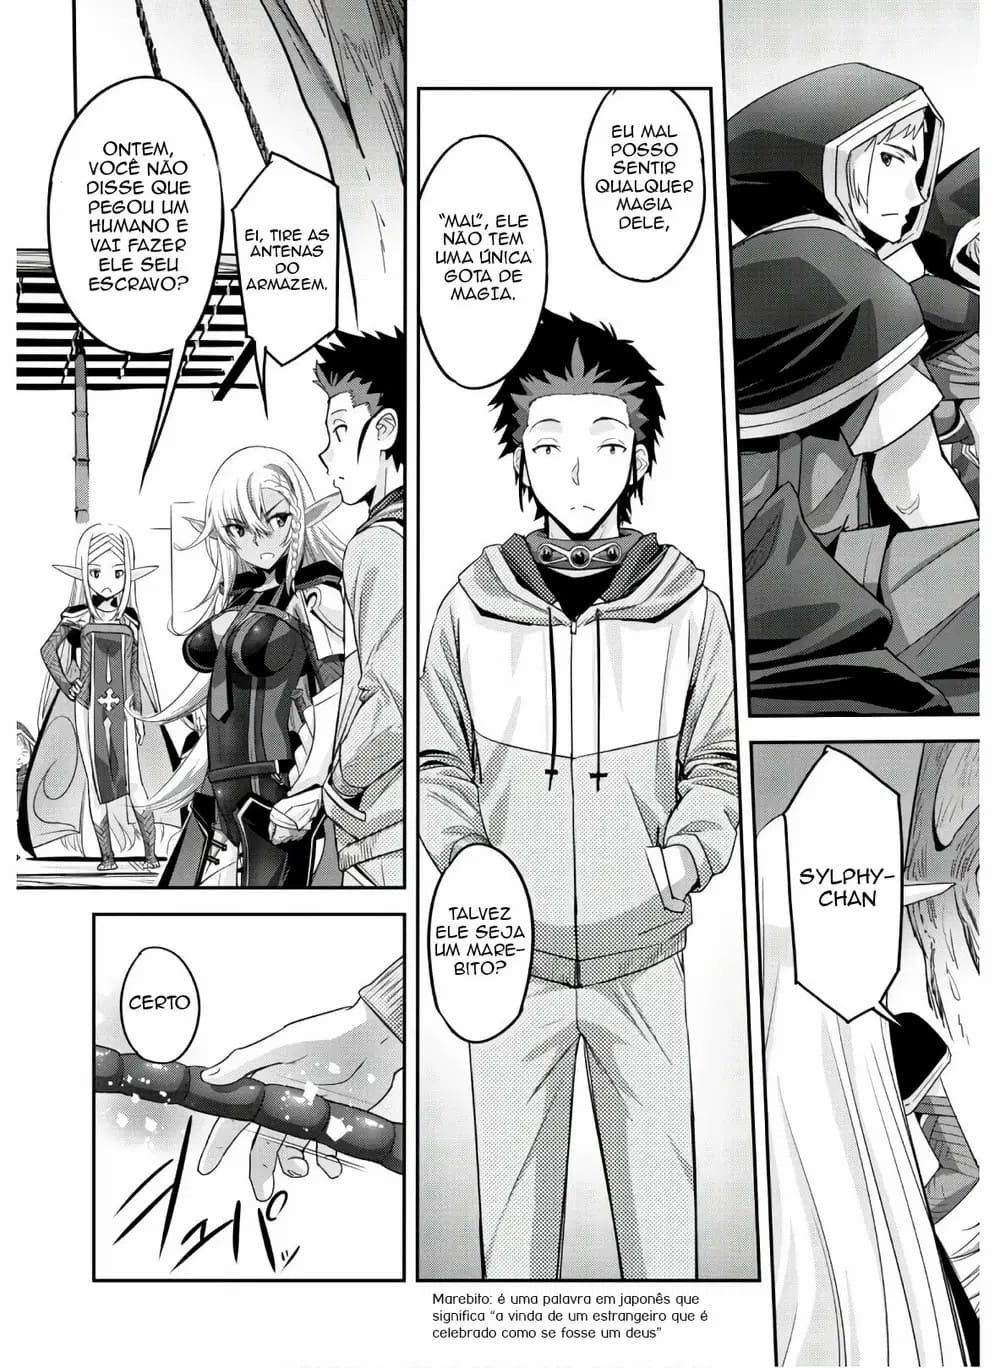 SYLPHY-
CHAN
EU MAL
POSSO
SENTIR
QUALQUER
MAGIA
DELE,
"MAL", ELE
NÃO TEM
UMA ÚNICA
GOTA DE
MAGIA.
TALVEZ
ELE SEJA
UM MARE-
BITO?
EI, TIRE AS
ANTENAS
DO
ARMAZEM.
ONTEM,
VOCÊ NÃO
DISSE QUE
PEGOU UM
HUMANO E
VAI FAZER
ELE SEU
ESCRAVO?
CERTO
Marebito: é uma palavra em japonês que
significa "a vinda de um estrangeiro que é
celebrado como se fosse um deus"